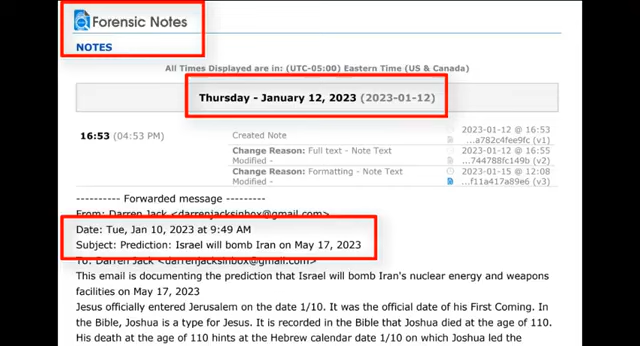 Forensic Notes
NOTES
All Times Displayed are in: (UTC-05:00) Eastern Time (US & Canada)
Thursday - January 12, 2023 (2023-01-12)
16:53 (04:53 PM) Created Note 2023-01-12 @ 16:53
...a782c4fee9fc (v1)
Change Reason: Full text - Note Text 2023-01-12 @ 16:55
Modified - ...744788fc149b (v2)
Change Reason: Formatting - Note Text 2023-01-15 @ 12:08
Modified - ...f11a417a89e6 (v3)
---------- Forwarded message ---------
From: Darren Jack <darrenjacksinbox@gmail.com>
Date: Tue, Jan 10, 2023 at 9:49 AM
Subject: Prediction: Israel will bomb Iran on May 17, 2023
To: Darren Jack <darrenjacksinbox@gmail.com>
This email is documenting the prediction that Israel will bomb Iran's nuclear energy and weapons
facilities on May 17, 2023
Jesus officially entered Jerusalem on the date 1/10. It was the official date of his First Coming. In
the Bible, Joshua is a type for Jesus. It is recorded in the Bible that Joshua died at the age of 110.
His death at the age of 110 hints at the Hebrew calendar date 1/10 on which Joshua led the